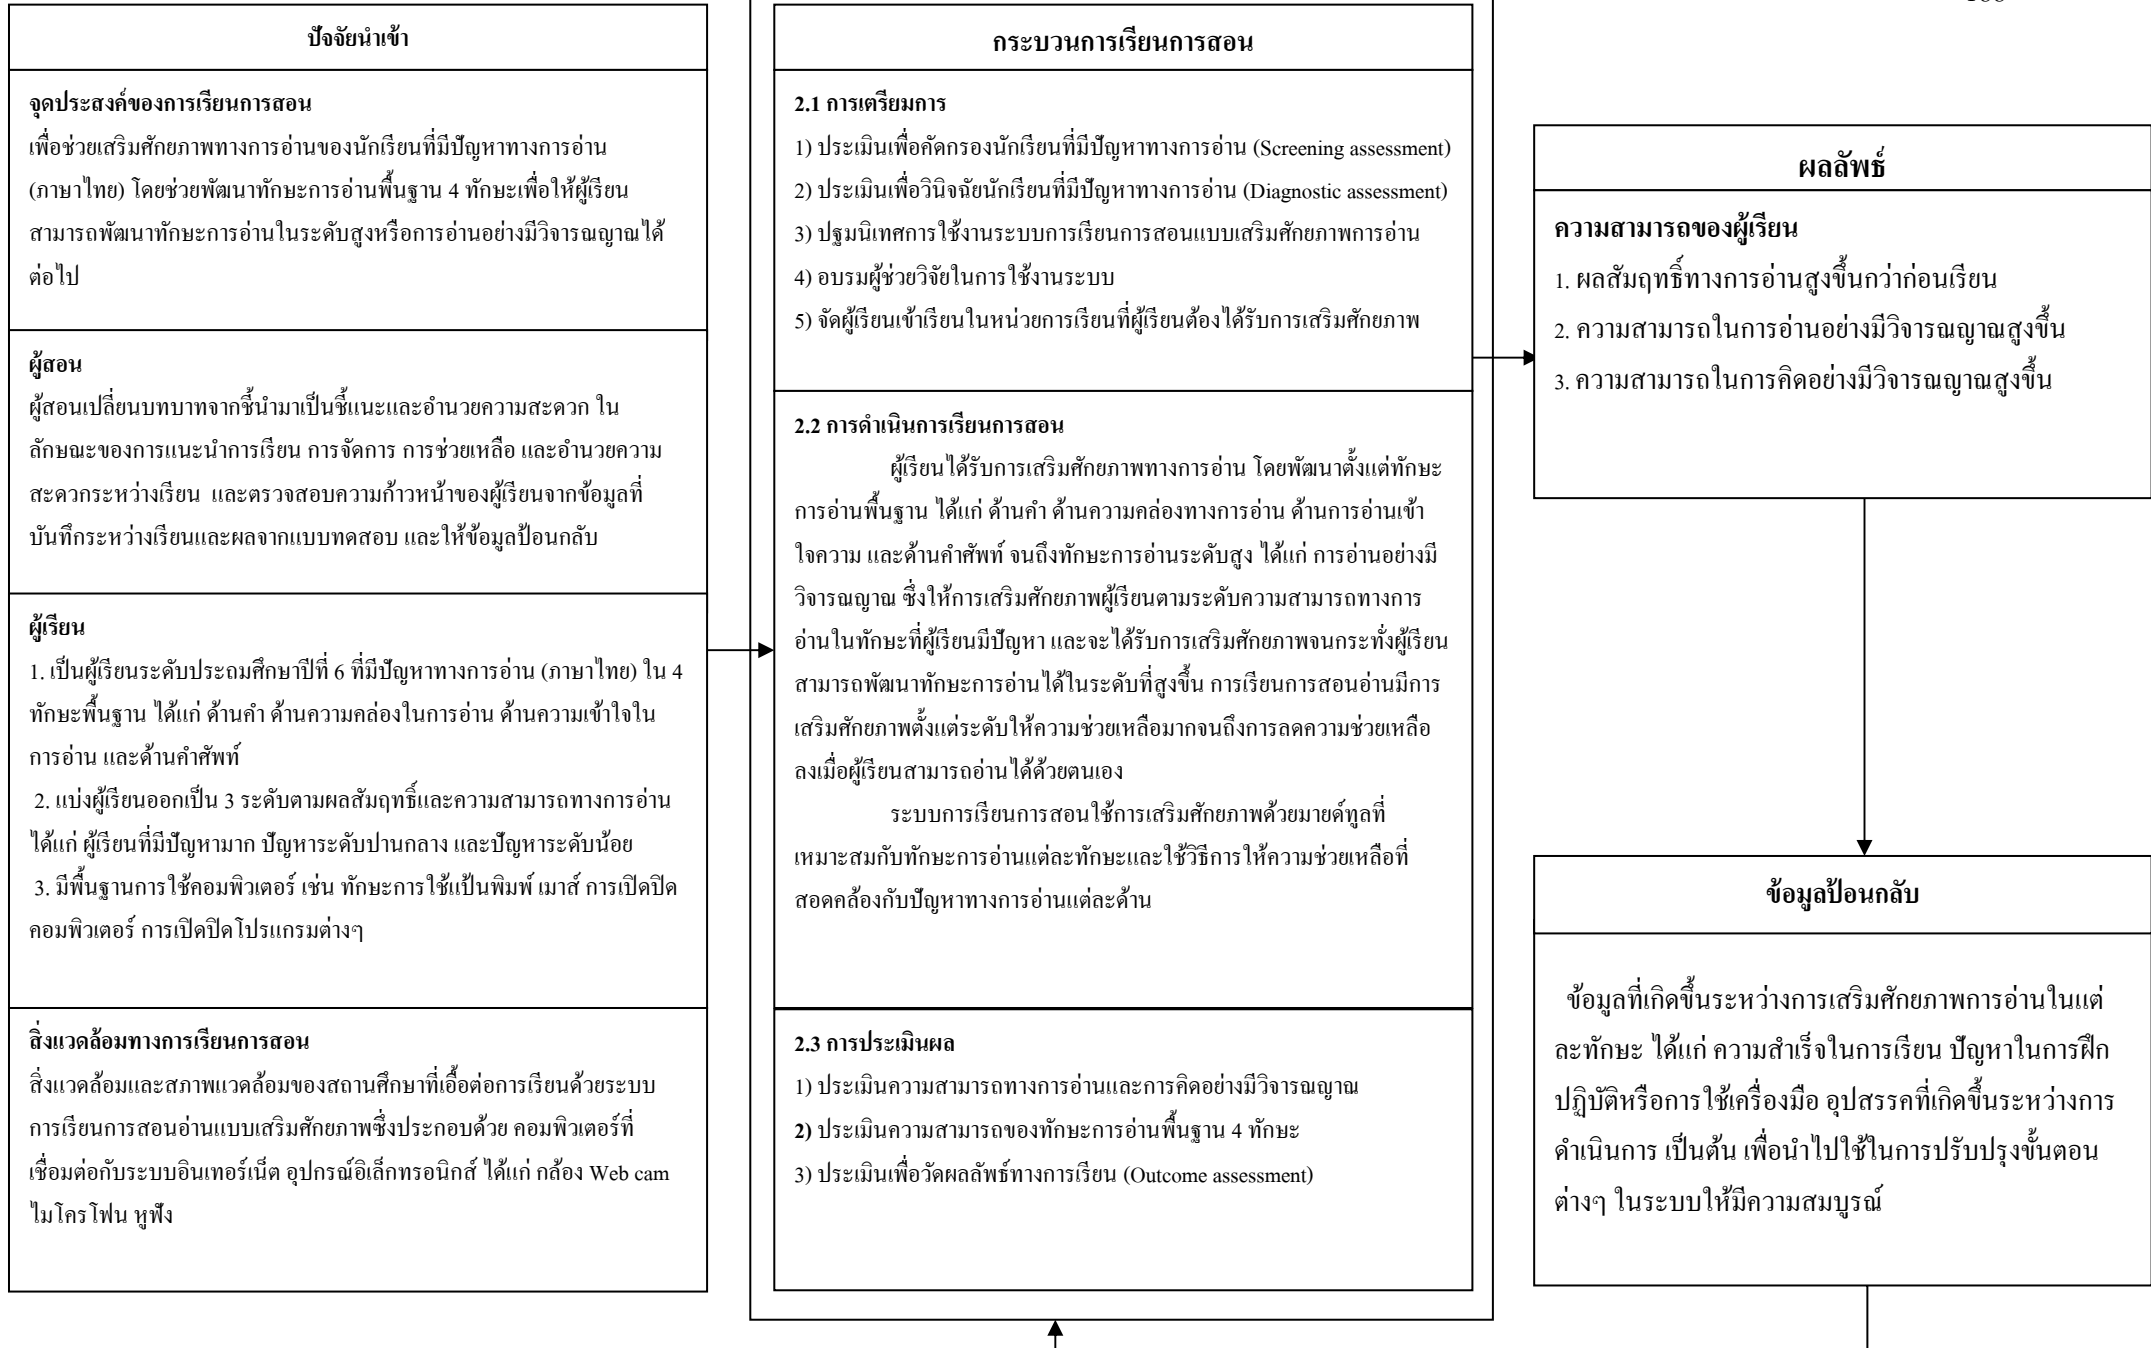 ปัจจัยนำเข้า
จุดประสงค์ของการเรียนการสอน
เพื่อช่วยเสริมศักยภาพทางการอ่านของนักเรียนที่มีปัญหาทางการอ่าน
(ภาษาไทย) โดยช่วยพัฒนาทักษะการอ่านพื้นฐาน 4 ทักษะเพื่อให้ผู้เรียน
สามารถพัฒนาทักษะการอ่านในระดับสูงหรือการอ่านอย่างมีวิจารณญาณได้
ต่อไป
ผู้สอน
ผู้สอนเปลี่ยนบทบาทจากชี้นำมาเป็นชี้แนะและอำนวยความสะดวก ใน
ลักษณะของการแนะนำการเรียน การจัดการ การช่วยเหลือ และอำนวยความ
สะดวกระหว่างเรียน และตรวจสอบความก้าวหน้าของผู้เรียนจากข้อมูลที่
บันทึกระหว่างเรียนและผลจากแบบทดสอบ และให้ข้อมูลป้อนกลับ
ผู้เรียน
1. เป็นผู้เรียนระดับประถมศึกษาปีที่ 6 ที่มีปัญหาทางการอ่าน (ภาษาไทย) ใน 4
ทักษะพื้นฐาน ได้แก่ ด้านคำ ด้านความคล่องในการอ่าน ด้านความเข้าใจใน
การอ่าน และด้านคำศัพท์
2. แบ่งผู้เรียนออกเป็น 3 ระดับตามผลสัมฤทธิ์และความสามารถทางการอ่าน
ได้แก่ ผู้เรียนที่มีปัญหามาก ปัญหาระดับปานกลาง และปัญหาระดับน้อย
3. มีพื้นฐานการใช้คอมพิวเตอร์ เช่น ทักษะการใช้แป้นพิมพ์ เมาส์ การเปิดปิด
คอมพิวเตอร์ การเปิดปิดโปรแกรมต่างๆ
สิ่งแวดล้อมทางการเรียนการสอน
สิ่งแวดล้อมและสภาพแวดล้อมของสถานศึกษาที่เอื้อต่อการเรียนด้วยระบบ
การเรียนการสอนอ่านแบบเสริมศักยภาพซึ่งประกอบด้วย คอมพิวเตอร์ที่
เชื่อมต่อกับระบบอินเทอร์เน็ต อุปกรณ์อิเล็กทรอนิกส์ ได้แก่ กล้อง Web cam
ไมโครโฟน หูฟัง
กระบวนการเรียนการสอน
2.1 การเตรียมการ
1) ประเมินเพื่อคัดกรองนักเรียนที่มีปัญหาทางการอ่าน (Screening assessment)
2) ประเมินเพื่อวินิจฉัยนักเรียนที่มีปัญหาทางการอ่าน (Diagnostic assessment)
3) ปฐมนิเทศการใช้งานระบบการเรียนการสอนแบบเสริมศักยภาพการอ่าน
4) อบรมผู้ช่วยวิจัยในการใช้งานระบบ
5) จัดผู้เรียนเข้าเรียนในหน่วยการเรียนที่ผู้เรียนต้องได้รับการเสริมศักยภาพ
2.2 การดำเนินการเรียนการสอน
ผู้เรียนได้รับการเสริมศักยภาพทางการอ่าน โดยพัฒนาตั้งแต่ทักษะ
การอ่านพื้นฐาน ได้แก่ ด้านคำ ด้านความคล่องทางการอ่าน ด้านการอ่านเข้า
ใจความ และด้านคำศัพท์ จนถึงทักษะการอ่านระดับสูง ได้แก่ การอ่านอย่างมี
วิจารณญาณ ซึ่งให้การเสริมศักยภาพผู้เรียนตามระดับความสามารถทางการ
อ่านในทักษะที่ผู้เรียนมีปัญหา และจะได้รับการเสริมศักยภาพจนกระทั่งผู้เรียน
สามารถพัฒนาทักษะการอ่านได้ในระดับที่สูงขึ้น การเรียนการสอนอ่านมีการ
เสริมศักยภาพตั้งแต่ระดับให้ความช่วยเหลือมากจนถึงการลดความช่วยเหลือ
ลงเมื่อผู้เรียนสามารถอ่านได้ด้วยตนเอง
ระบบการเรียนการสอนใช้การเสริมศักยภาพด้วยมายด์ทูลที่
เหมาะสมกับทักษะการอ่านแต่ละทักษะและใช้วิธีการให้ความช่วยเหลือที่
สอดคล้องกับปัญหาทางการอ่านแต่ละด้าน
2.3 การประเมินผล
1) ประเมินความสามารถทางการอ่านและการคิดอย่างมีวิจารณญาณ
2) ประเมินความสามารถของทักษะการอ่านพื้นฐาน 4 ทักษะ
3) ประเมินเพื่อวัดผลลัพธ์ทางการเรียน (Outcome assessment)
ผลลัพธ์
ความสามารถของผู้เรียน
1. ผลสัมฤทธิ์ทางการอ่านสูงขึ้นกว่าก่อนเรียน
2. ความสามารถในการอ่านอย่างมีวิจารณญาณสูงขึ้น
3. ความสามารถในการคิดอย่างมีวิจารณญาณสูงขึ้น
ข้อมูลป้อนกลับ
ข้อมูลที่เกิดขึ้นระหว่างการเสริมศักยภาพการอ่านในแต่
ละทักษะ ได้แก่ ความสำเร็จในการเรียน ปัญหาในการฝึก
ปฏิบัติหรือการใช้เครื่องมือ อุปสรรคที่เกิดขึ้นระหว่างการ
ดำเนินการ เป็นต้น เพื่อนำไปใช้ในการปรับปรุงขั้นตอน
ต่างๆ ในระบบให้มีความสมบูรณ์